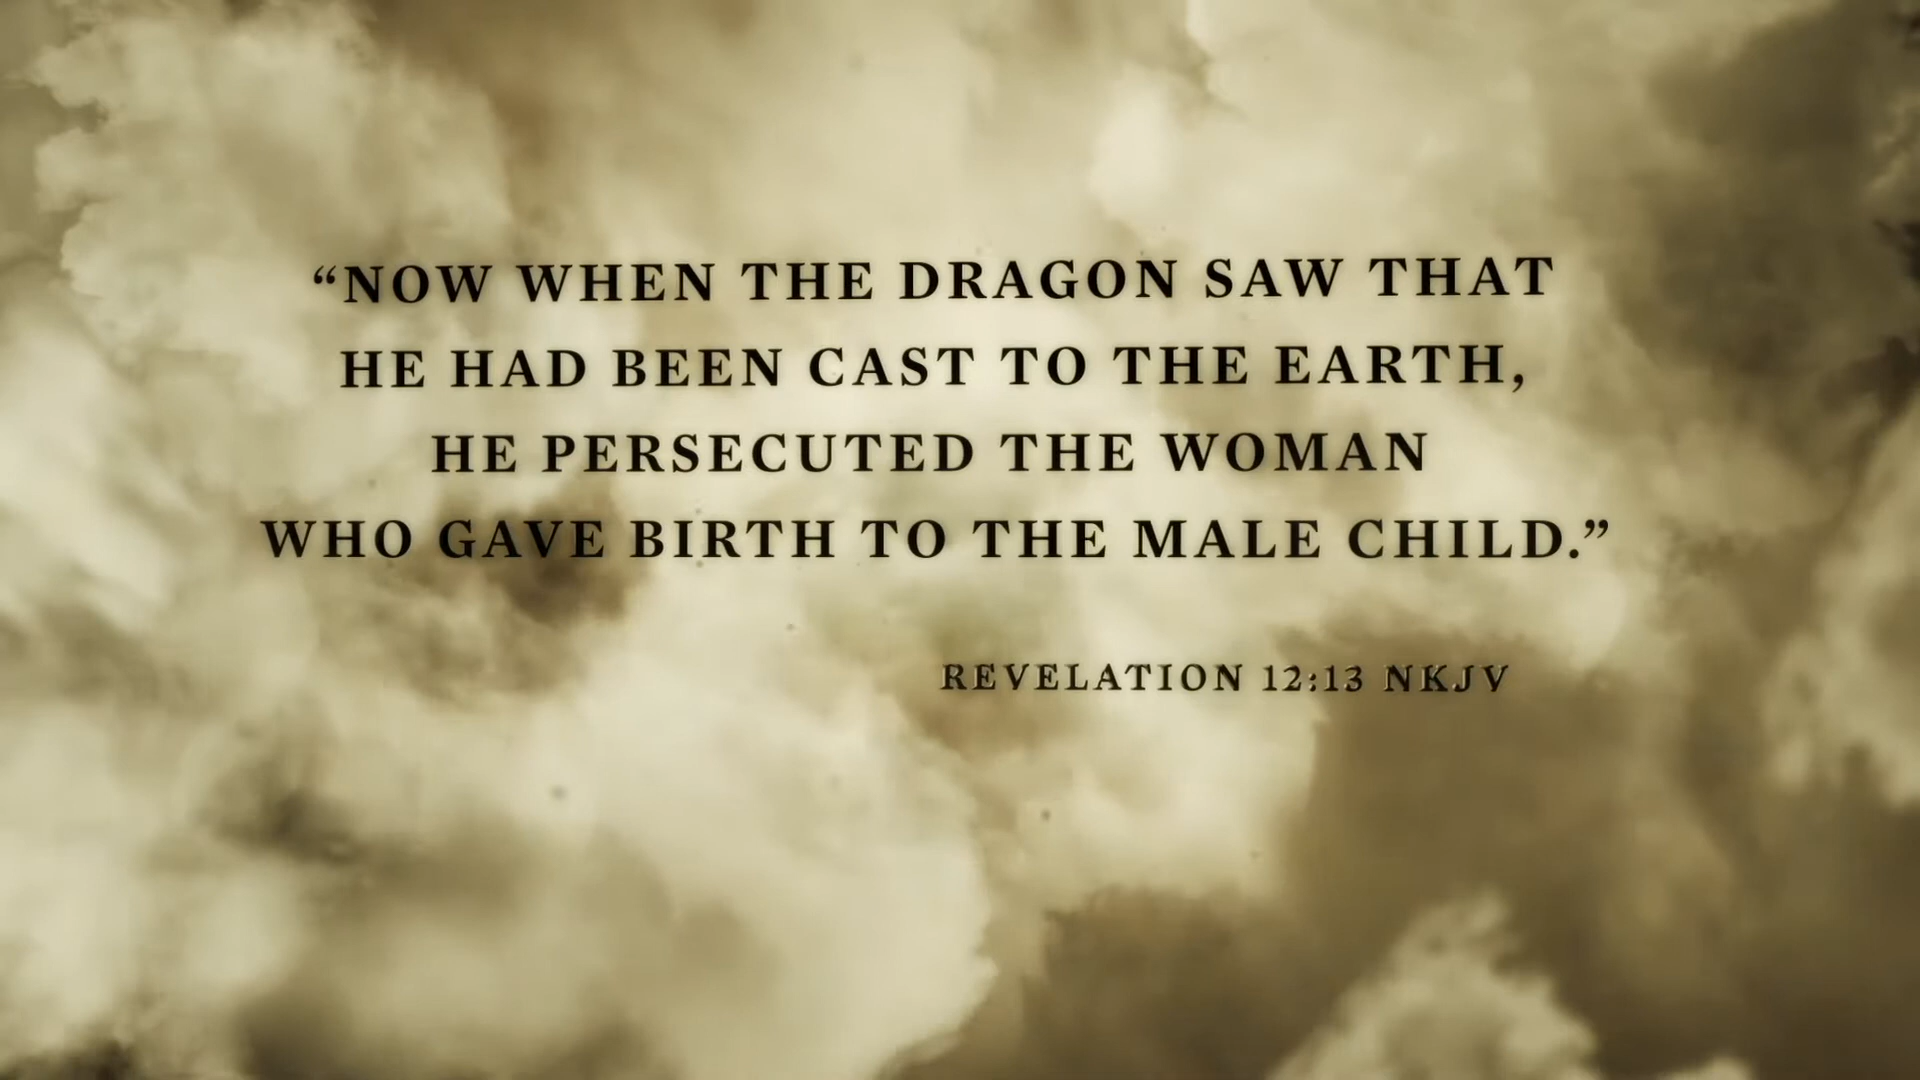 “NOW WHEN THE DRAGON SAW THAT
HE HAD BEEN CAST TO THE EARTH,
HE PERSECUTED THE WOMAN
WHO GAVE BIRTH TO THE MALE CHILD.”
REVELATION 12:13 NKJV